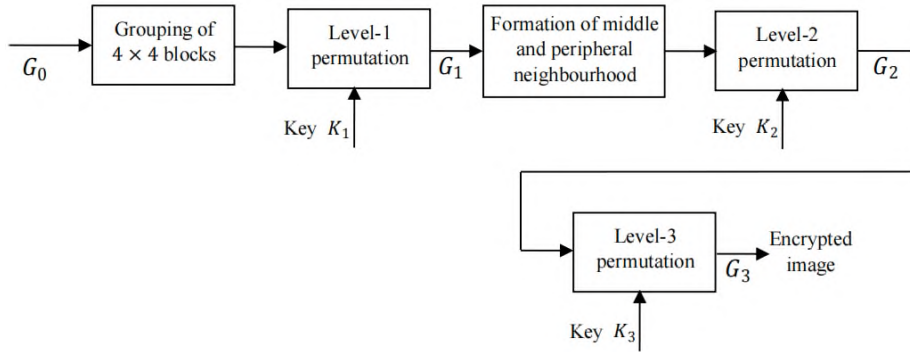 Grouping of
4 × 4 blocks
Level-1
permutation
Formation of middle
and peripheral
neighbourhood
Level-2
permutation
G₀
G₁
G₂
Key K₁
Key K₂
Level-3
permutation
G₃
Encrypted
image
Key K₃